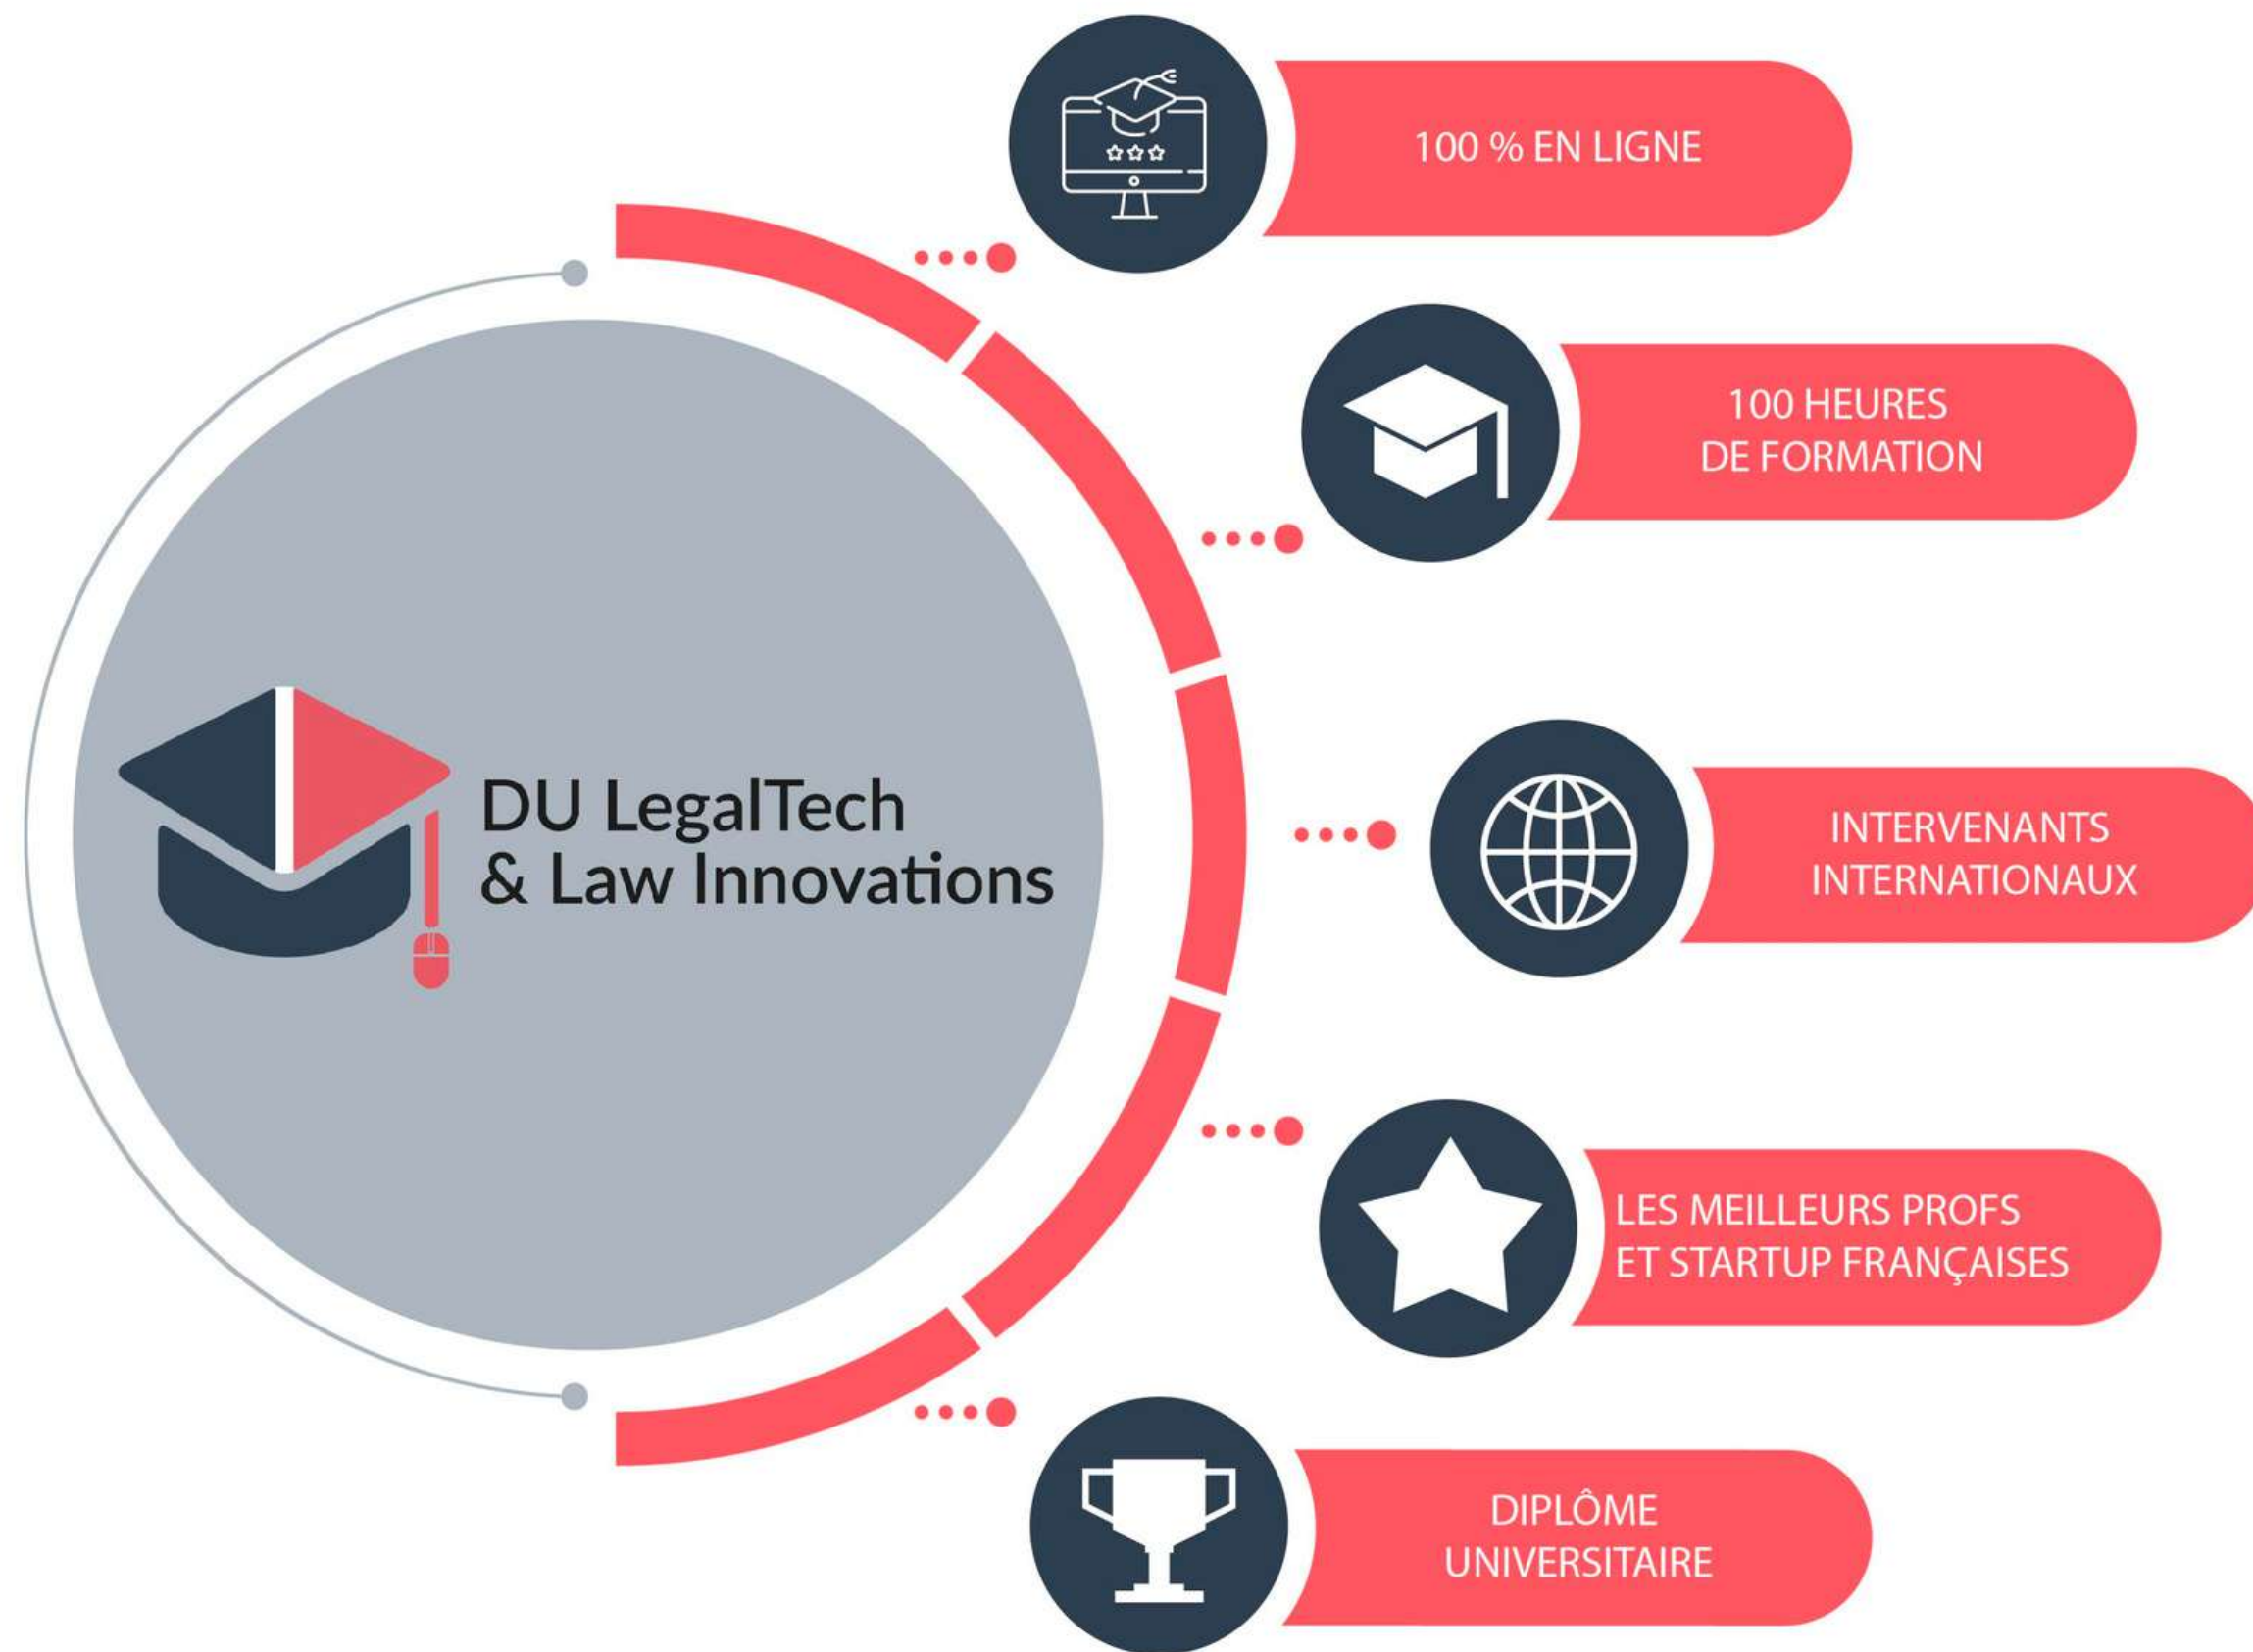 DU LegalTech
& Law Innovations
100 % EN LIGNE
100 HEURES
DE FORMATION
INTERVENANTS
INTERNATIONAUX
LES MEILLEURS PROFS
ET STARTUP FRANÇAISES
DIPLÔME
UNIVERSITAIRE